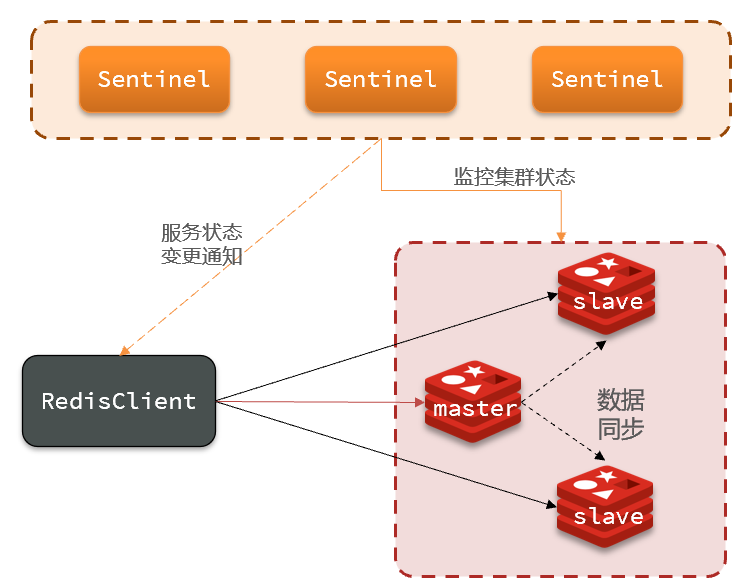 Sentinel
Sentinel
Sentinel
监控集群状态
服务状态
变更通知
slave
RedisClient
master
数据
同步
slave